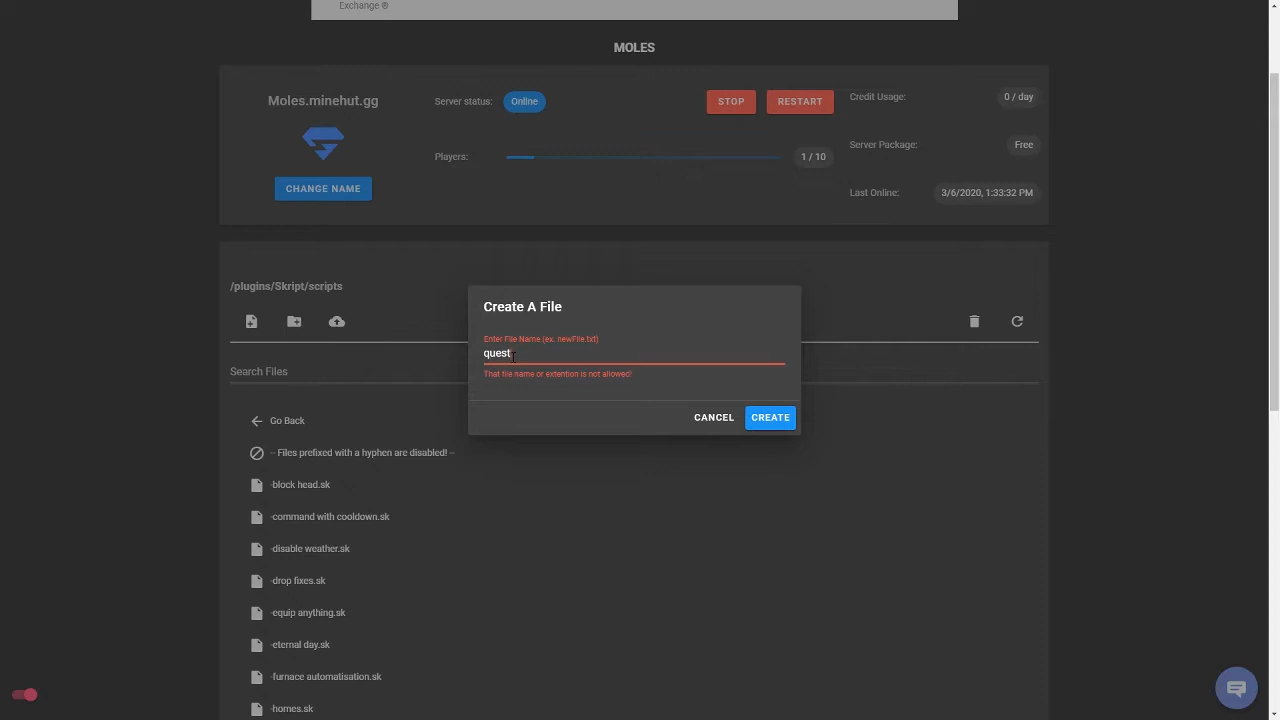 Exchange ®
MOLES
Moles.minehut.gg
CHANGE NAME
Server status:
Online
STOP
RESTART
Players:
1 / 10
Credit Usage:
0 / day
Server Package:
Free
Last Online:
3/6/2020, 1:33:32 PM
/plugins/Skript/scripts
Search Files
Go Back
-- Files prefixed with a hyphen are disabled! --
-block head.sk
-command with cooldown.sk
-disable weather.sk
-drop fixes.sk
-equip anything.sk
-eternal day.sk
-furnace automatisation.sk
-homes.sk
Create A File
Enter File Name (ex. newFile.txt)
quest
That file name or extention is not allowed!
CANCEL
CREATE